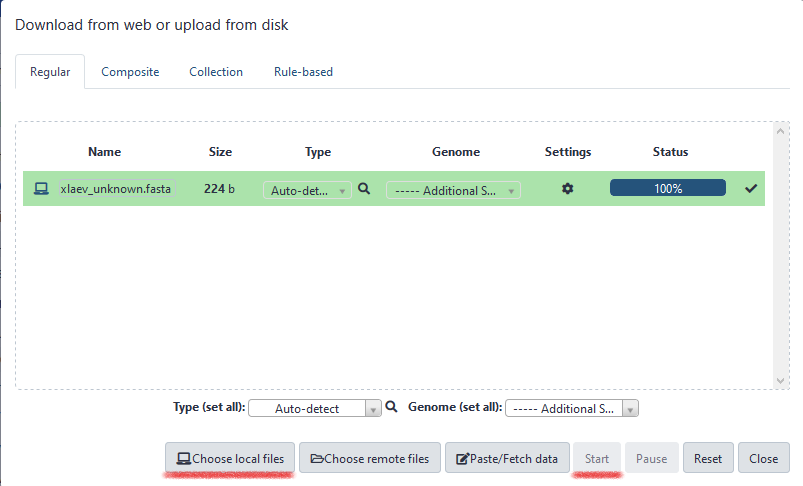 Download from web or upload from disk
Regular Composite Collection Rule-based
Name Size Type Genome Settings Status
xlaev_unknown.fasta 224 b Auto-det... ----- Additional S... 100%
Type (set all): Auto-detect Genome (set all): ----- Additional S...
Choose local files Choose remote files Paste/Fetch data Start Pause Reset Close